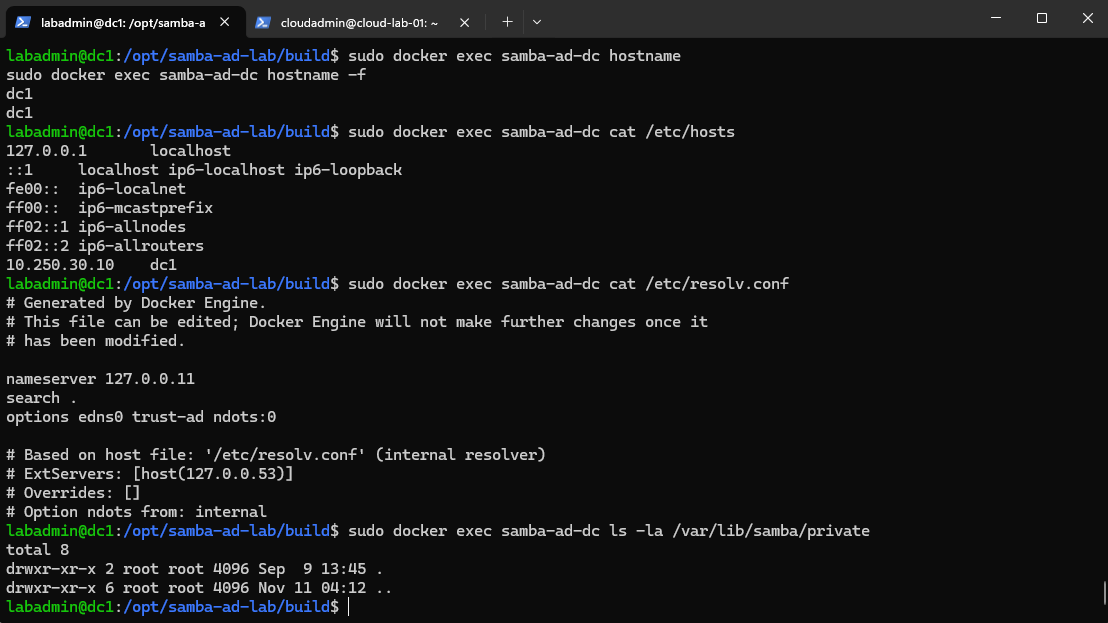 labadmin@dc1: /opt/samba-a
cloudadmin@cloud-lab-01: ~
labadmin@dc1:/opt/samba-ad-lab/build$ sudo docker exec samba-ad-dc hostname
sudo docker exec samba-ad-dc hostname -f
dc1
dc1
labadmin@dc1:/opt/samba-ad-lab/build$ sudo docker exec samba-ad-dc cat /etc/hosts
127.0.0.1       localhost
::1     localhost ip6-localhost ip6-loopback
fe00::  ip6-localnet
ff00::  ip6-mcastprefix
ff02::1 ip6-allnodes
ff02::2 ip6-allrouters
10.250.30.10    dc1
labadmin@dc1:/opt/samba-ad-lab/build$ sudo docker exec samba-ad-dc cat /etc/resolv.conf
# Generated by Docker Engine.
# This file can be edited; Docker Engine will not make further changes once it
# has been modified.
nameserver 127.0.0.11
search .
options edns0 trust-ad ndots:0
# Based on host file: '/etc/resolv.conf' (internal resolver)
# ExtServers: [host(127.0.0.53)]
# Overrides: []
# Option ndots from: internal
labadmin@dc1:/opt/samba-ad-lab/build$ sudo docker exec samba-ad-dc ls -la /var/lib/samba/private
total 8
drwxr-xr-x 2 root root 4096 Sep  9 13:45 .
drwxr-xr-x 6 root root 4096 Nov 11 04:12 ..
labadmin@dc1:/opt/samba-ad-lab/build$